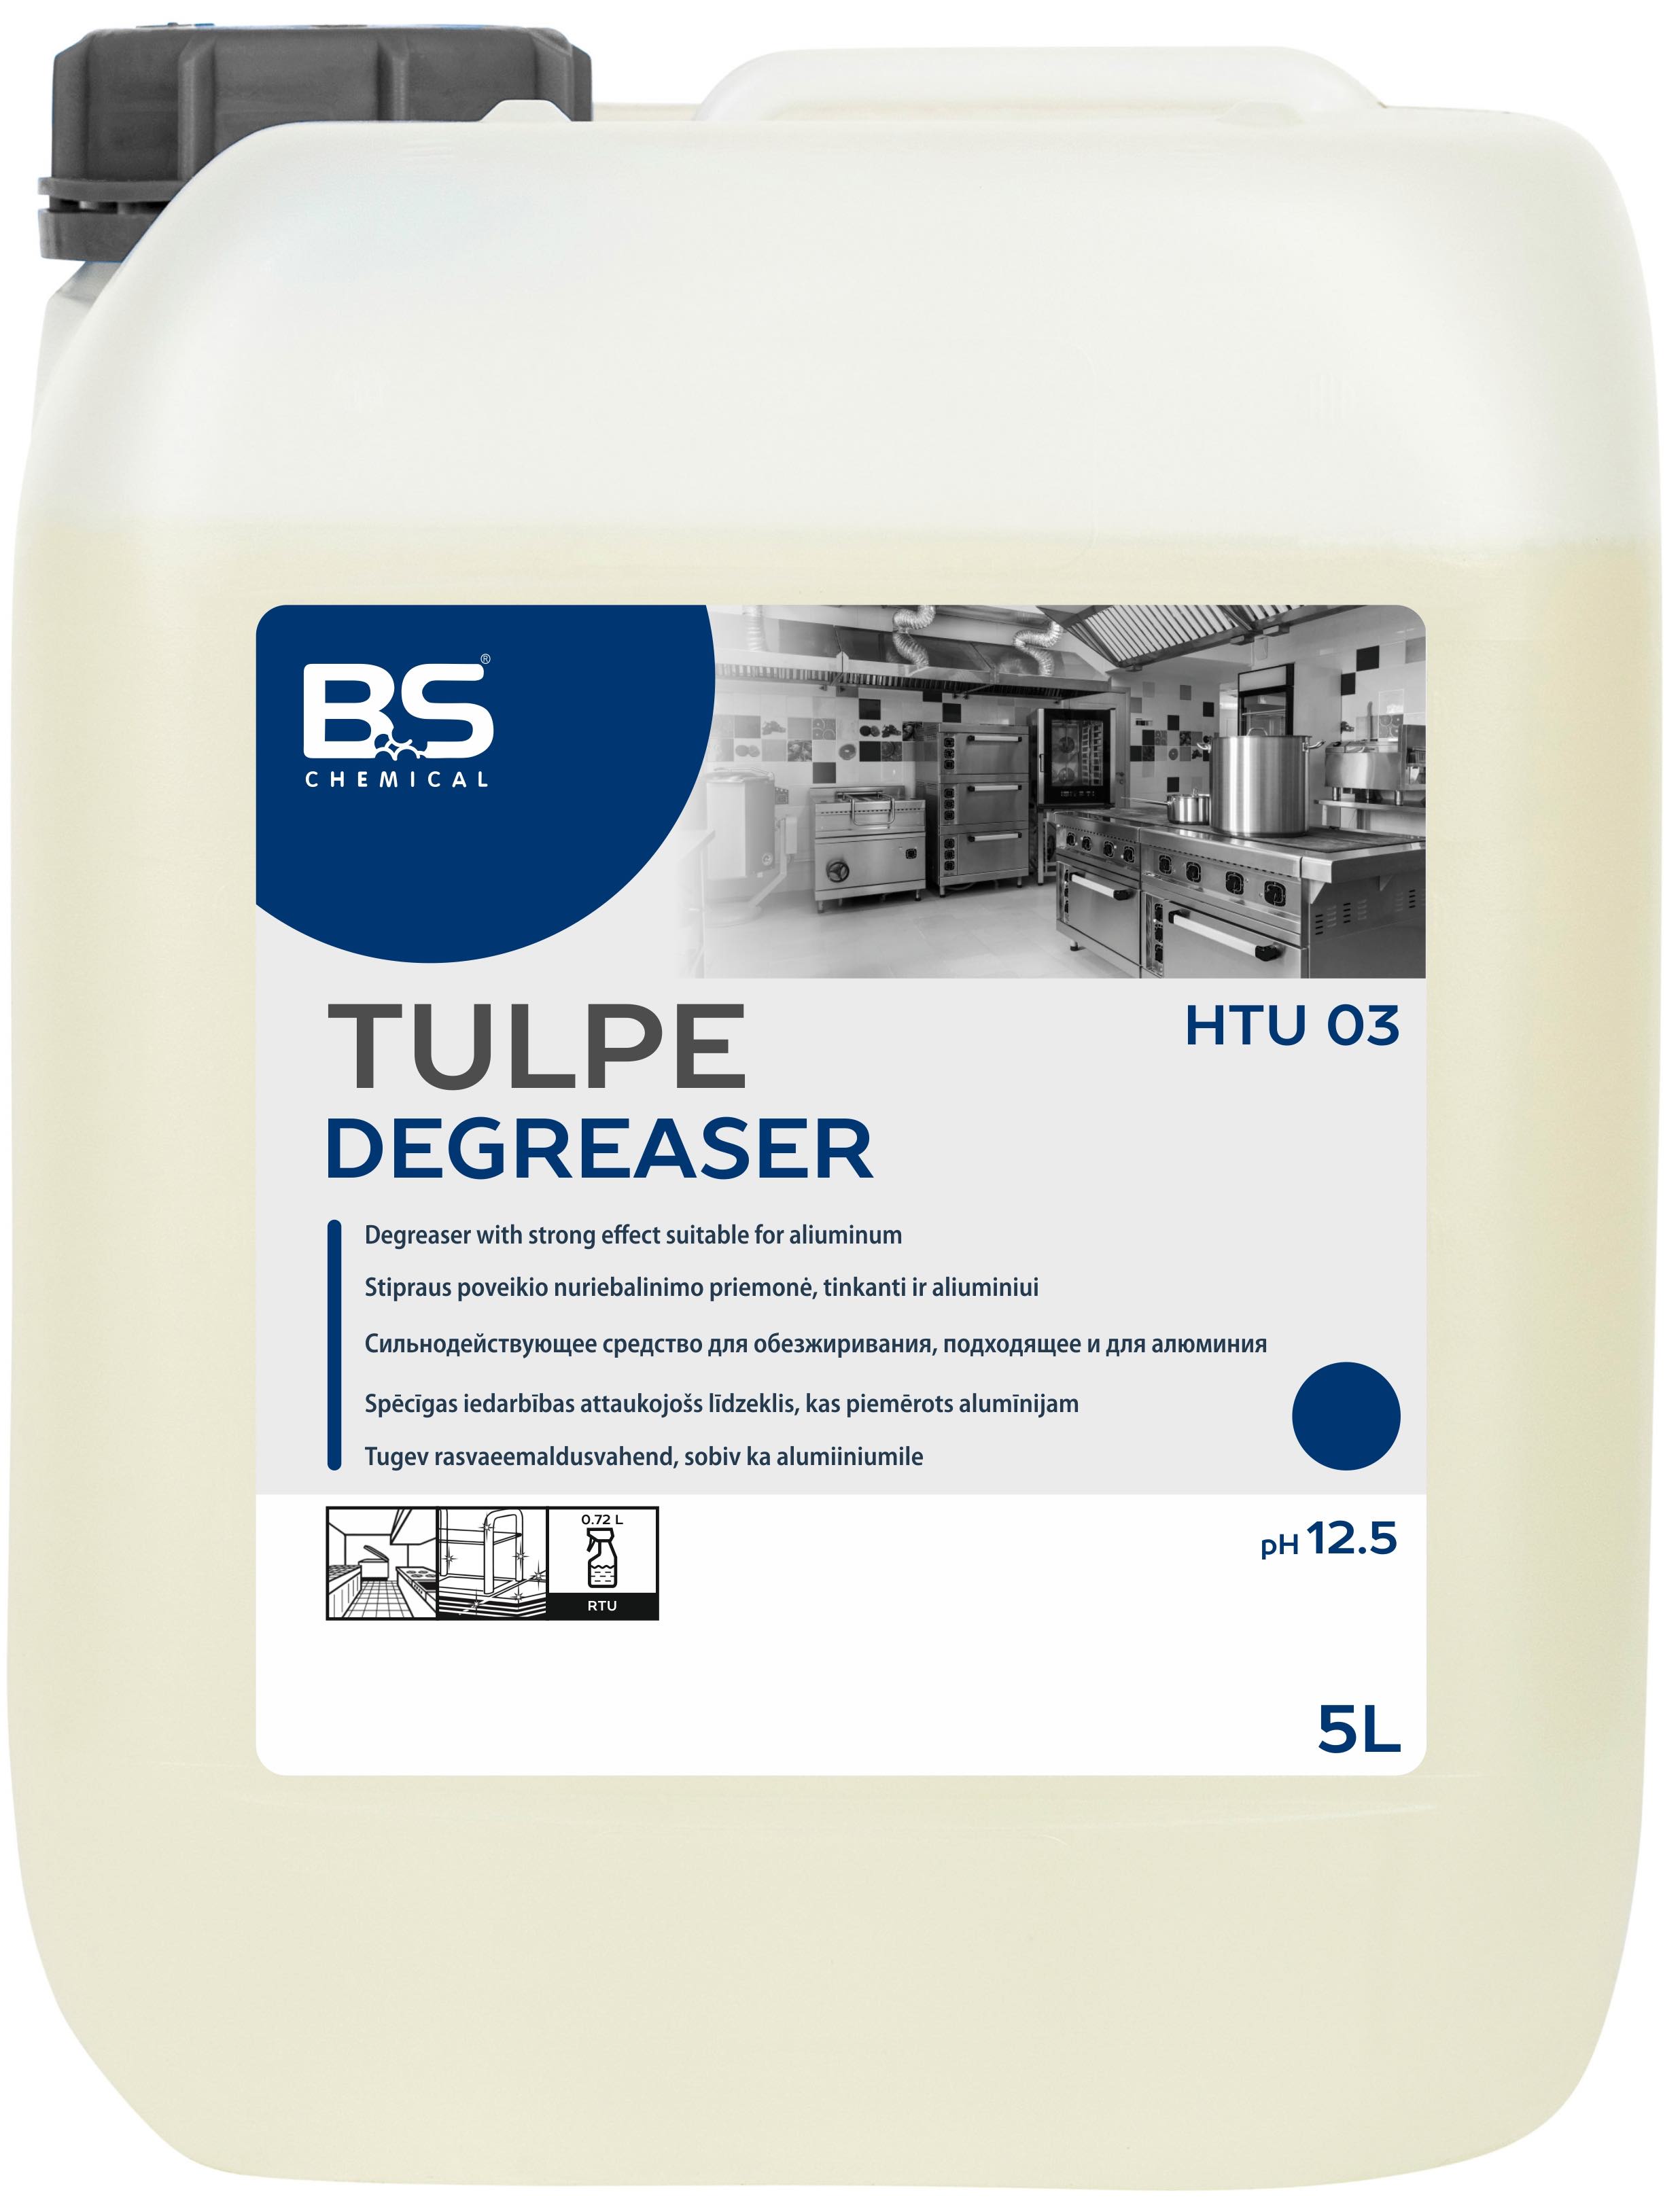 BS®
CHEMICAL
TULPE
HTU 03
DEGREASER
Degreaser with strong effect suitable for aliuminum
Stipraus poveikio nuriebalinimo priemonė, tinkanti ir aliuminiui
Сильнодействующее средство для обезжиривания, подходящее и для алюминия
Spēcīgas iedarbības attaukojošs līdzeklis, kas piemērots alumīnijam
Tugev rasvaeemaldusvahend, sobiv ka alumiiniumile
0.72 L
RTU
pH 12.5
5L